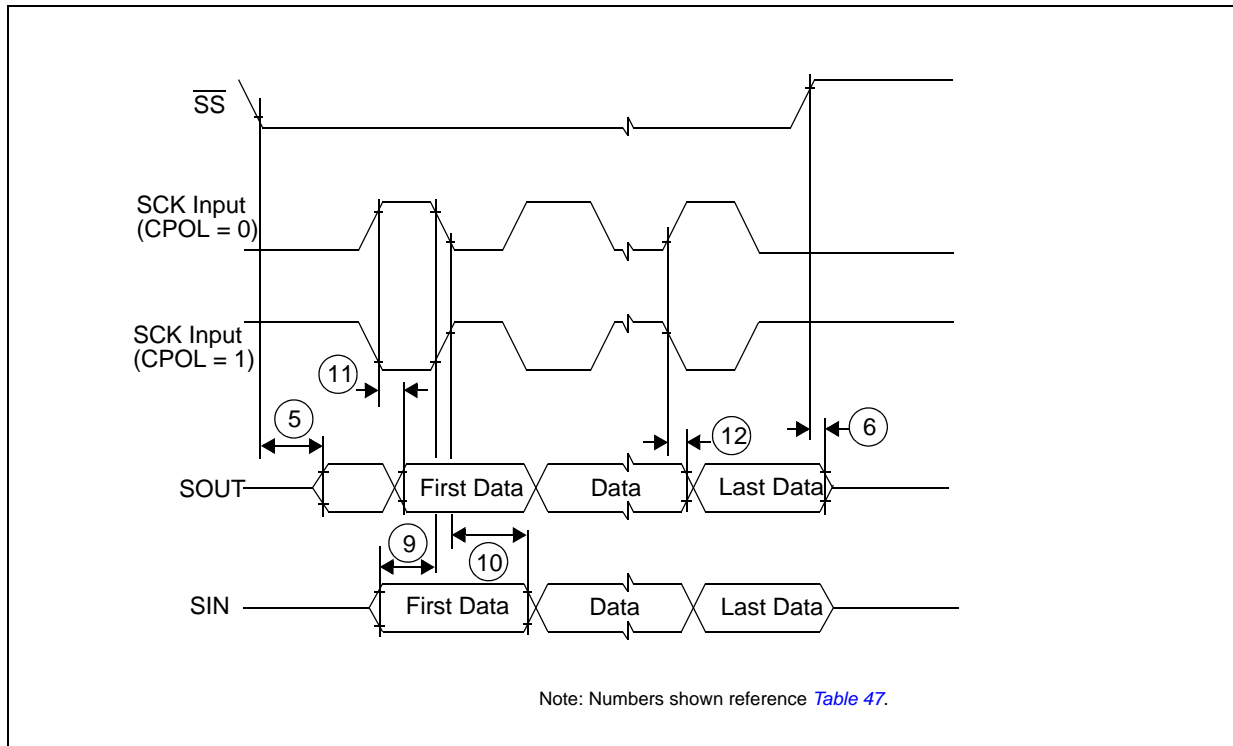 SS
SCK Input
(CPOL = 0)
SCK Input
(CPOL = 1)
11
5
12
6
SOUT
First Data
Data
Last Data
9
10
SIN
First Data
Data
Last Data
Note: Numbers shown reference Table 47.